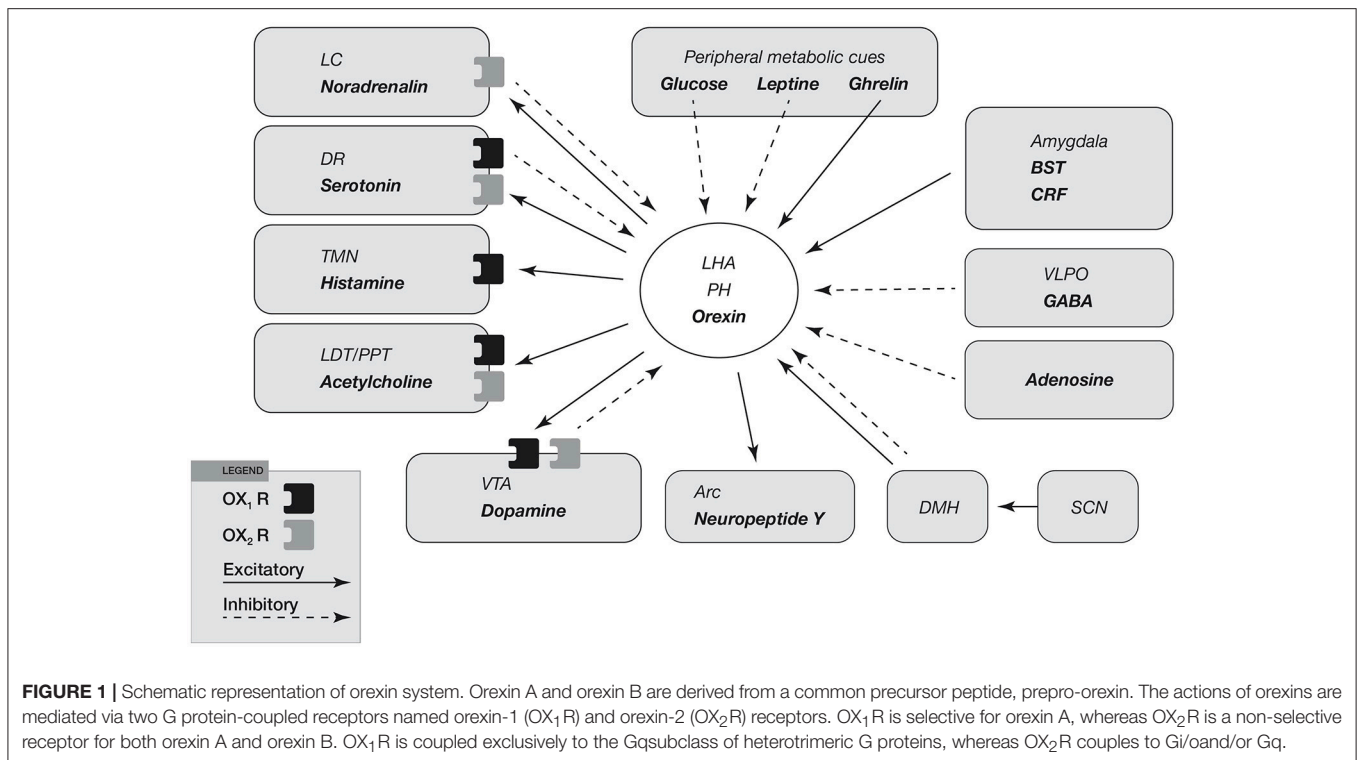 LC
Noradrenalin
DR
Serotonin
TMN
Histamine
LDT/PPT
Acetylcholine
Peripheral metabolic cues
Glucose Leptine Ghrelin
Amygdala
BST
CRF
VLPO
GABA
Adenosine
LHA
PH
Orexin
VTA
Dopamine
Arc
Neuropeptide Y
DMH
SCN
LEGEND
OX₁ R
OX₂ R
Excitatory
Inhibitory
FIGURE 1 | Schematic representation of orexin system. Orexin A and orexin B are derived from a common precursor peptide, prepro-orexin. The actions of orexins are
mediated via two G protein-coupled receptors named orexin-1 (OX₁R) and orexin-2 (OX₂R) receptors. OX₁R is selective for orexin A, whereas OX₂R is a non-selective
receptor for both orexin A and orexin B. OX₁R is coupled exclusively to the Gqsubclass of heterotrimeric G proteins, whereas OX₂R couples to Gi/oand/or Gq.